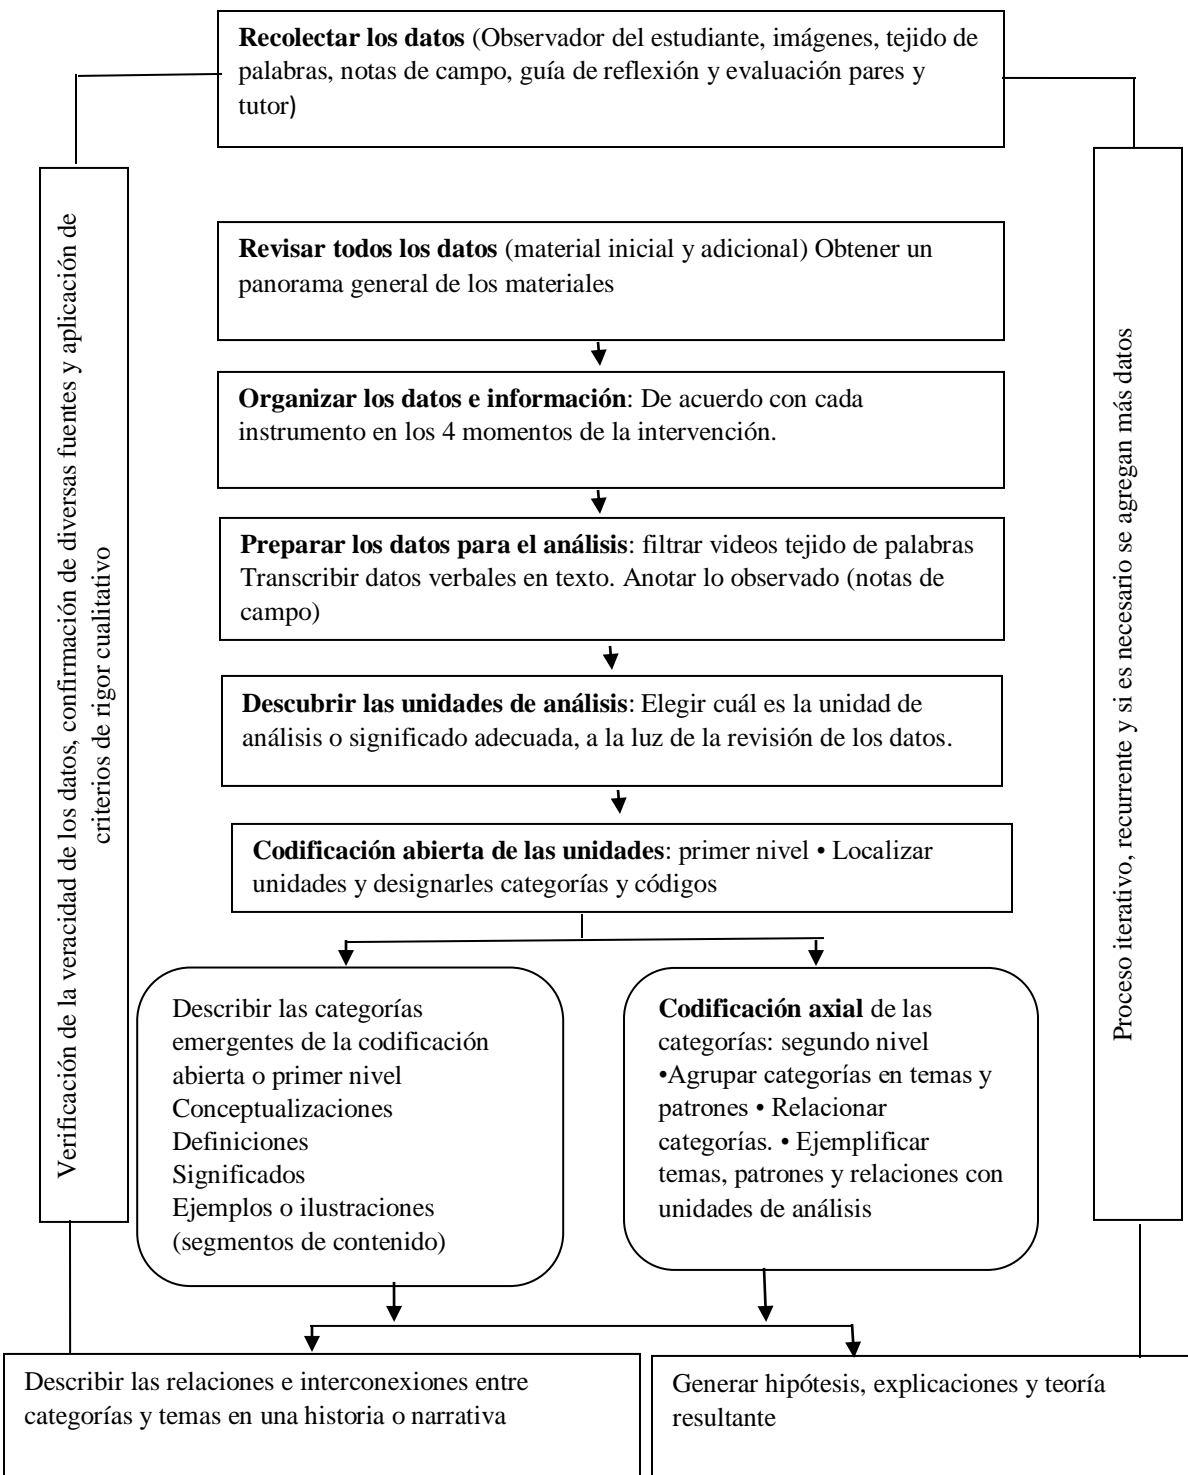 Recolectar los datos (Observador del estudiante, imágenes, tejido de
palabras, notas de campo, guía de reflexión y evaluación pares y
tutor)
Verificación de la veracidad de los datos, confirmación de diversas fuentes y aplicación de
criterios de rigor cualitativo
Revisar todos los datos (material inicial y adicional) Obtener un
panorama general de los materiales
Organizar los datos e información: De acuerdo con cada
instrumento en los 4 momentos de la intervención.
Preparar los datos para el análisis: filtrar videos tejido de palabras
Transcribir datos verbales en texto. Anotar lo observado (notas de
campo)
Descubrir las unidades de análisis: Elegir cuál es la unidad de
análisis o significado adecuada, a la luz de la revisión de los datos.
Codificación abierta de las unidades: primer nivel • Localizar
unidades y designarles categorías y códigos
Proceso iterativo, recurrente y si es necesario se agregan más datos
Describir las categorías
emergentes de la codificación
abierta o primer nivel
Conceptualizaciones
Definiciones
Significados
Ejemplos o ilustraciones
(segmentos de contenido)
Codificación axial de las
categorías: segundo nivel
•Agrupar categorías en temas y
patrones • Relacionar
categorías. • Ejemplificar
temas, patrones y relaciones con
unidades de análisis
Describir las relaciones e interconexiones entre
categorías y temas en una historia o narrativa
Generar hipótesis, explicaciones y teoría
resultante